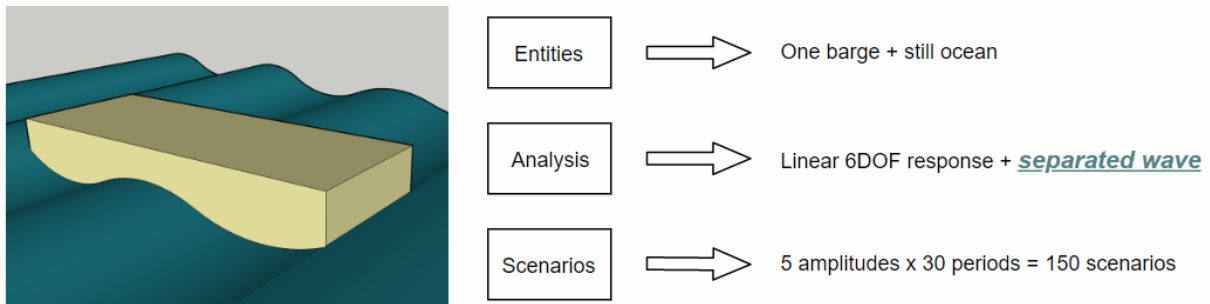 Entities
One barge + still ocean
Analysis
Linear 6DOF response + separated wave
Scenarios
5 amplitudes x 30 periods = 150 scenarios